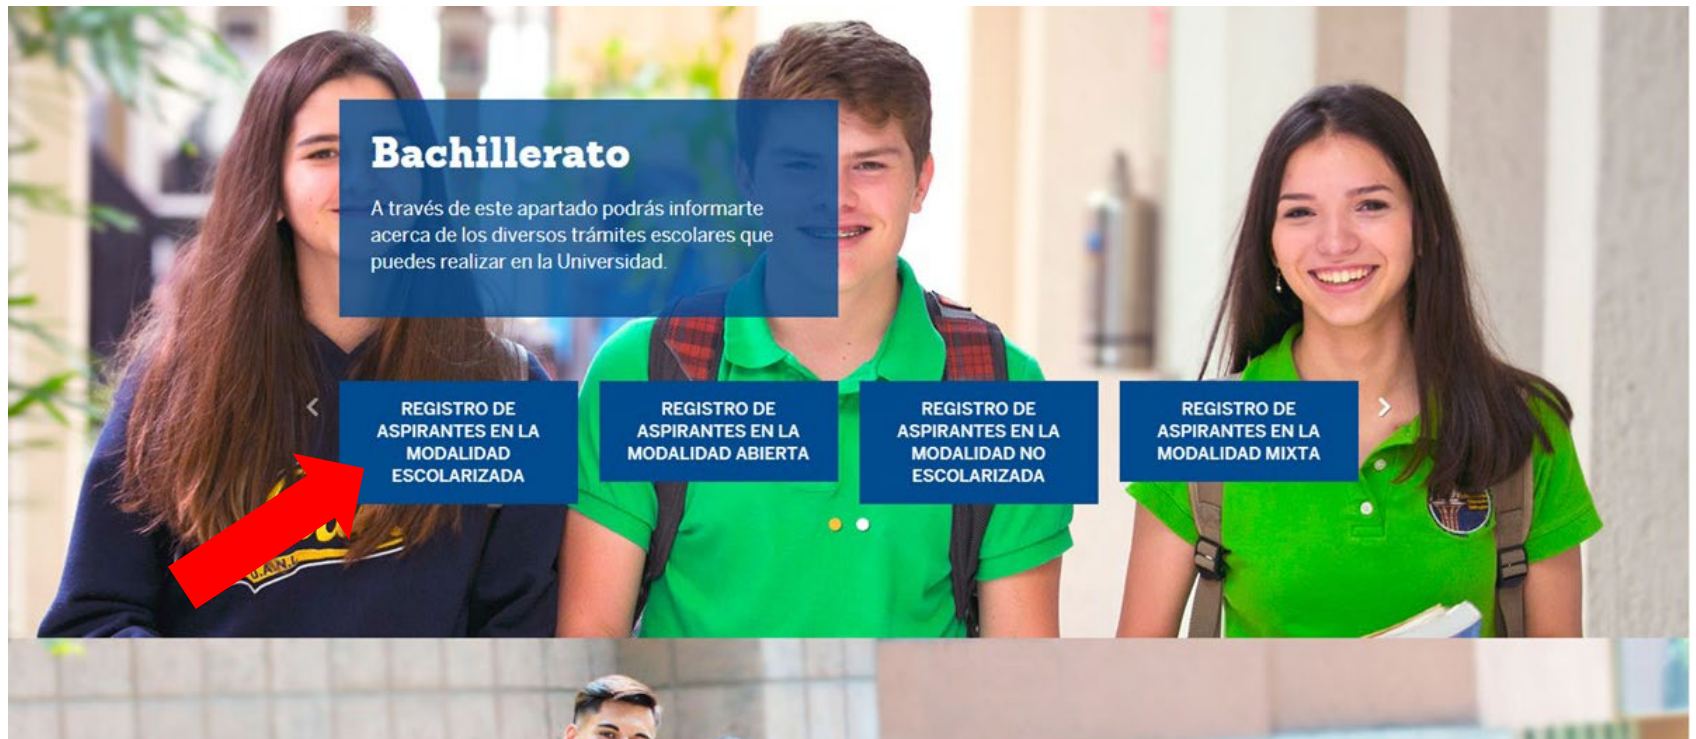 Bachillerato
A través de este apartado podrás informarte
acerca de los diversos trámites escolares que
puedes realizar en la Universidad.
REGISTRO DE
ASPIRANTES EN LA
MODALIDAD
ESCOLARIZADA
REGISTRO DE
ASPIRANTES EN LA
MODALIDAD ABIERTA
REGISTRO DE
ASPIRANTES EN LA
MODALIDAD NO
ESCOLARIZADA
REGISTRO DE
ASPIRANTES EN LA
MODALIDAD MIXTA